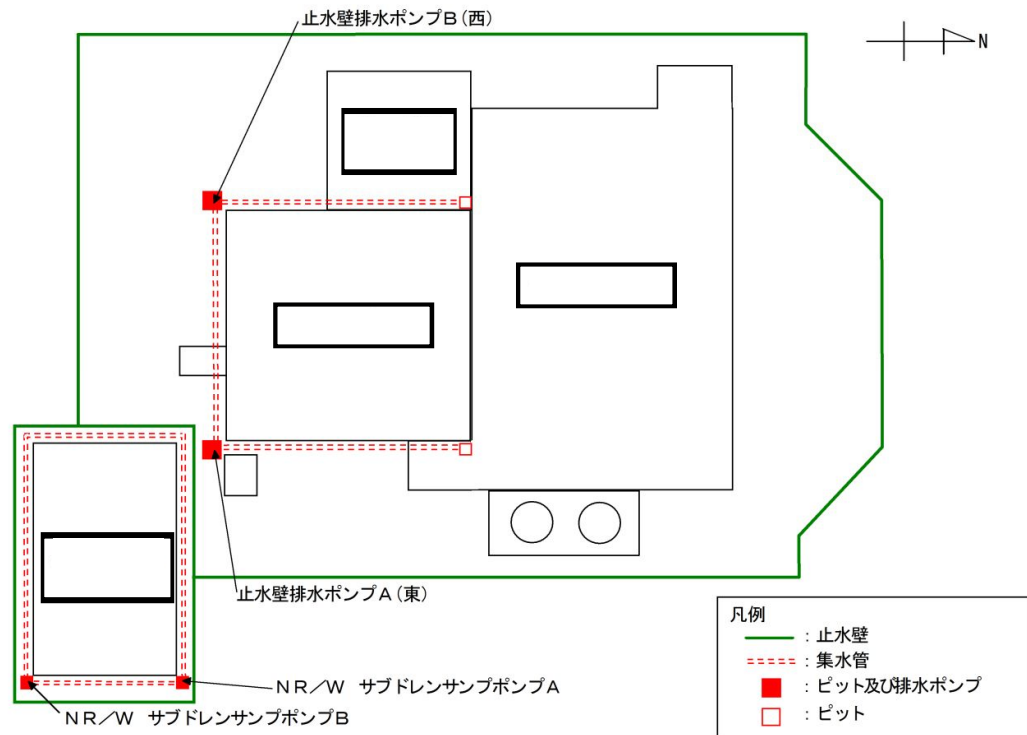 止水壁排水ポンプB(西)
N
止水壁排水ポンプA(東)
NR/W サブドレンサンプポンプA
NR/W サブドレンサンプポンプB
凡例
:止水壁
:集水管
:ピット及び排水ポンプ
:ピット